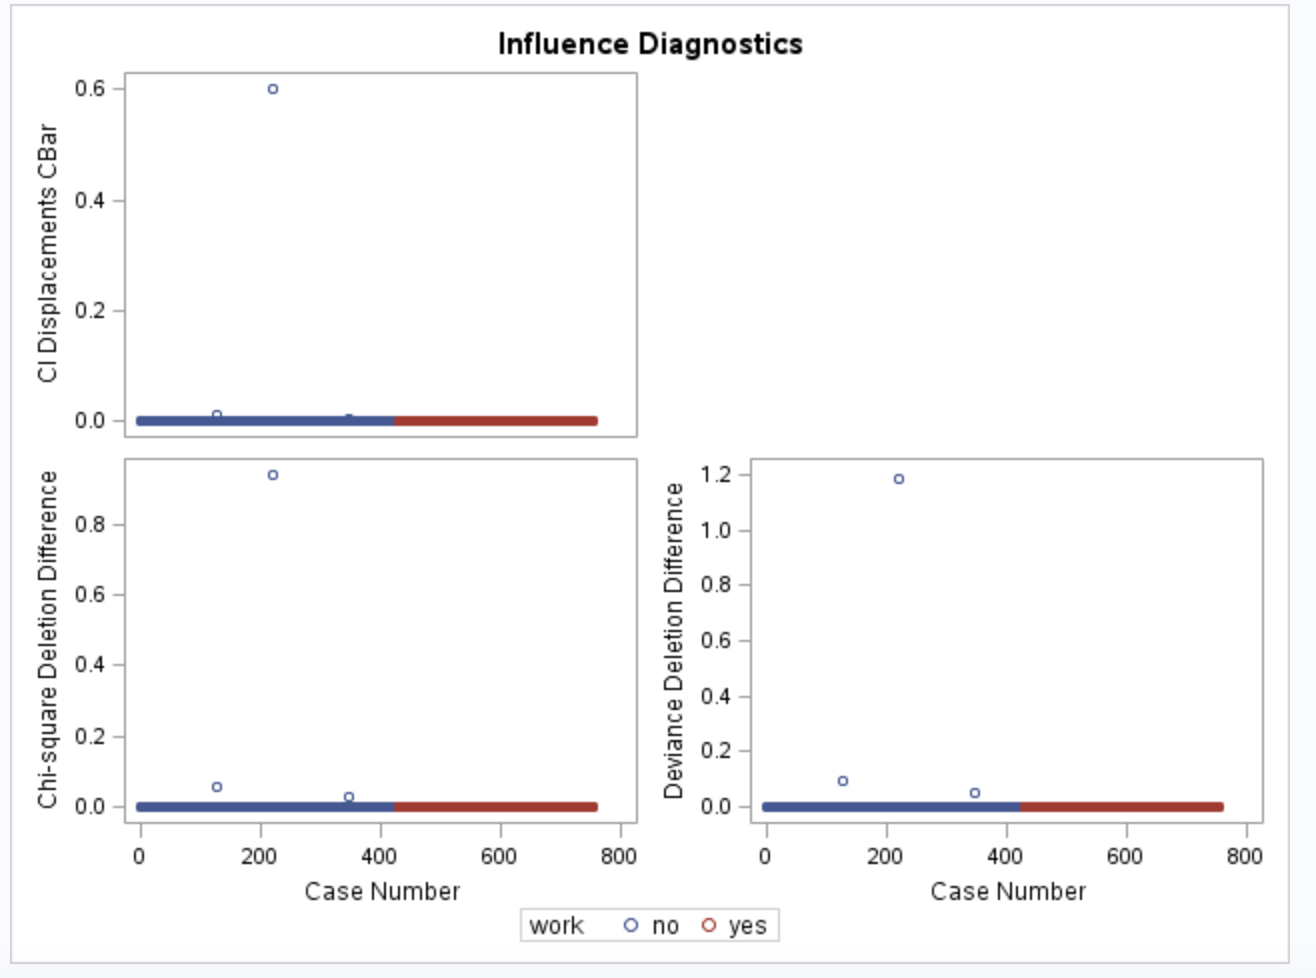 Influence Diagnostics
CI Displacements CBar
0.6
0.4
0.2
0.0
Chi-square Deletion Difference
0.8
0.6
0.4
0.2
0.0
0 200 400 600 800
Case Number
Deviance Deletion Difference
1.2
1.0
0.8
0.6
0.4
0.2
0.0
0 200 400 600 800
Case Number
work no yes